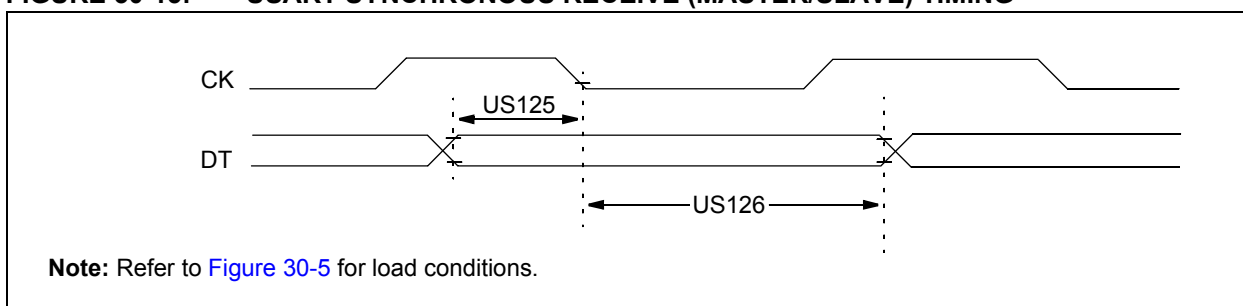 CK
US125
DT
US126
Note: Refer to Figure 30-5 for load conditions.